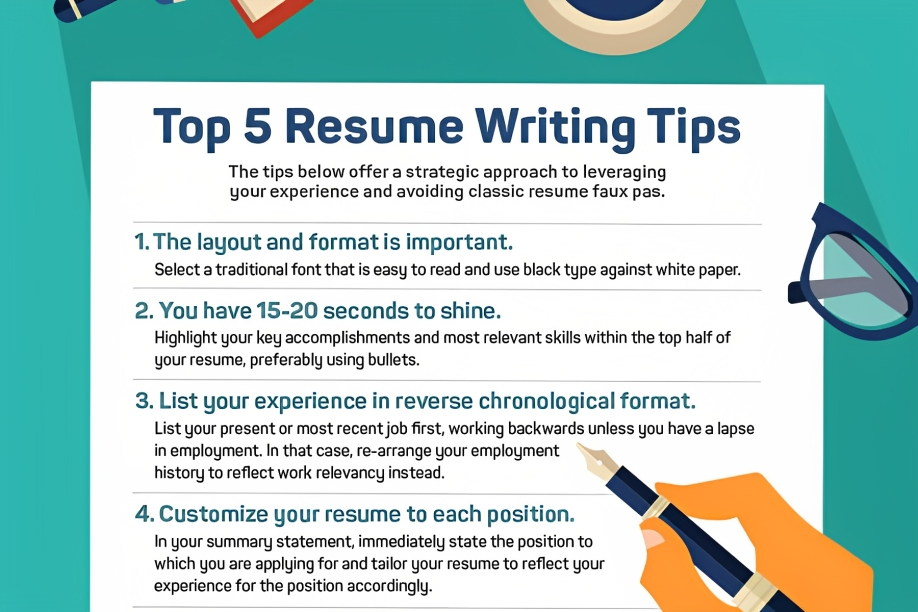 Top 5 Resume Writing Tips
The tips below offer a strategic approach to leveraging
your experience and avoiding classic resume faux pas.
1. The layout and format is important.
Select a traditional font that is easy to read and use black type against white paper.
2. You have 15-20 seconds to shine.
Highlight your key accomplishments and most relevant skills within the top half of
your resume, preferably using bullets.
3. List your experience in reverse chronological format.
List your present or most recent job first, working backwards unless you have a lapse
in employment. In that case, re-arrange your employment
history to reflect work relevancy instead.
4. Customize your resume to each position.
In your summary statement, immediately state the position to
which you are applying for and tailor your resume to reflect your
experience for the position accordingly.